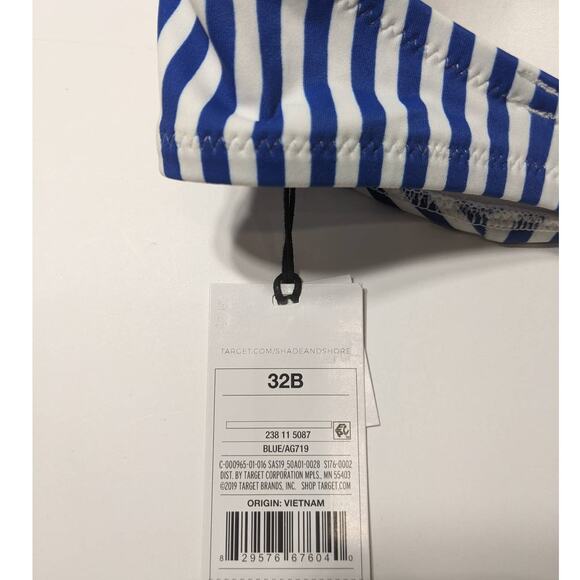 TARGET.COM/SHADEANDSHORE
32B
238 11 5087
BLUE/AG719
C-000965-01-016 SAS19_50A01-0028 S176-0002
DIST. BY TARGET CORPORATION MPLS., MN 55403
©2019 TARGET BRANDS, INC. SHOP TARGET.COM
ORIGIN: VIETNAM
8 29576 67604 0